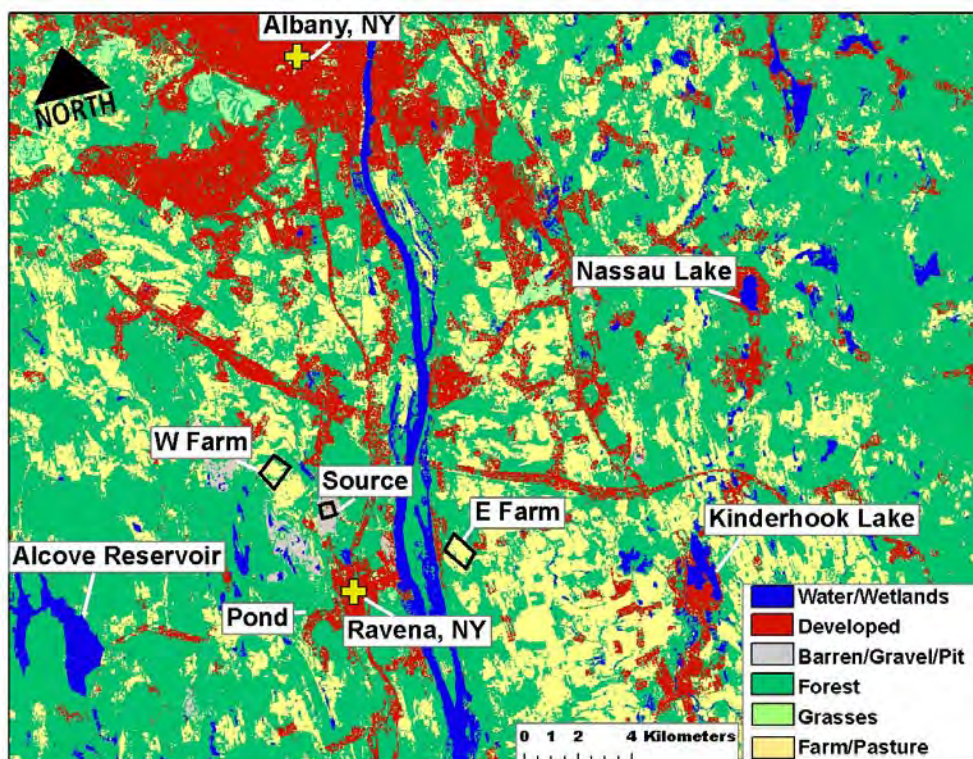 Albany, NY
NORTH
Nassau Lake
W Farm
Source
E Farm
Kinderhook Lake
Alcove Reservoir
Pond
Ravena, NY
Water/Wetlands
Developed
Barren/Gravel/Pit
Forest
Grasses
Farm/Pasture
0 1 2 4 Kilometers